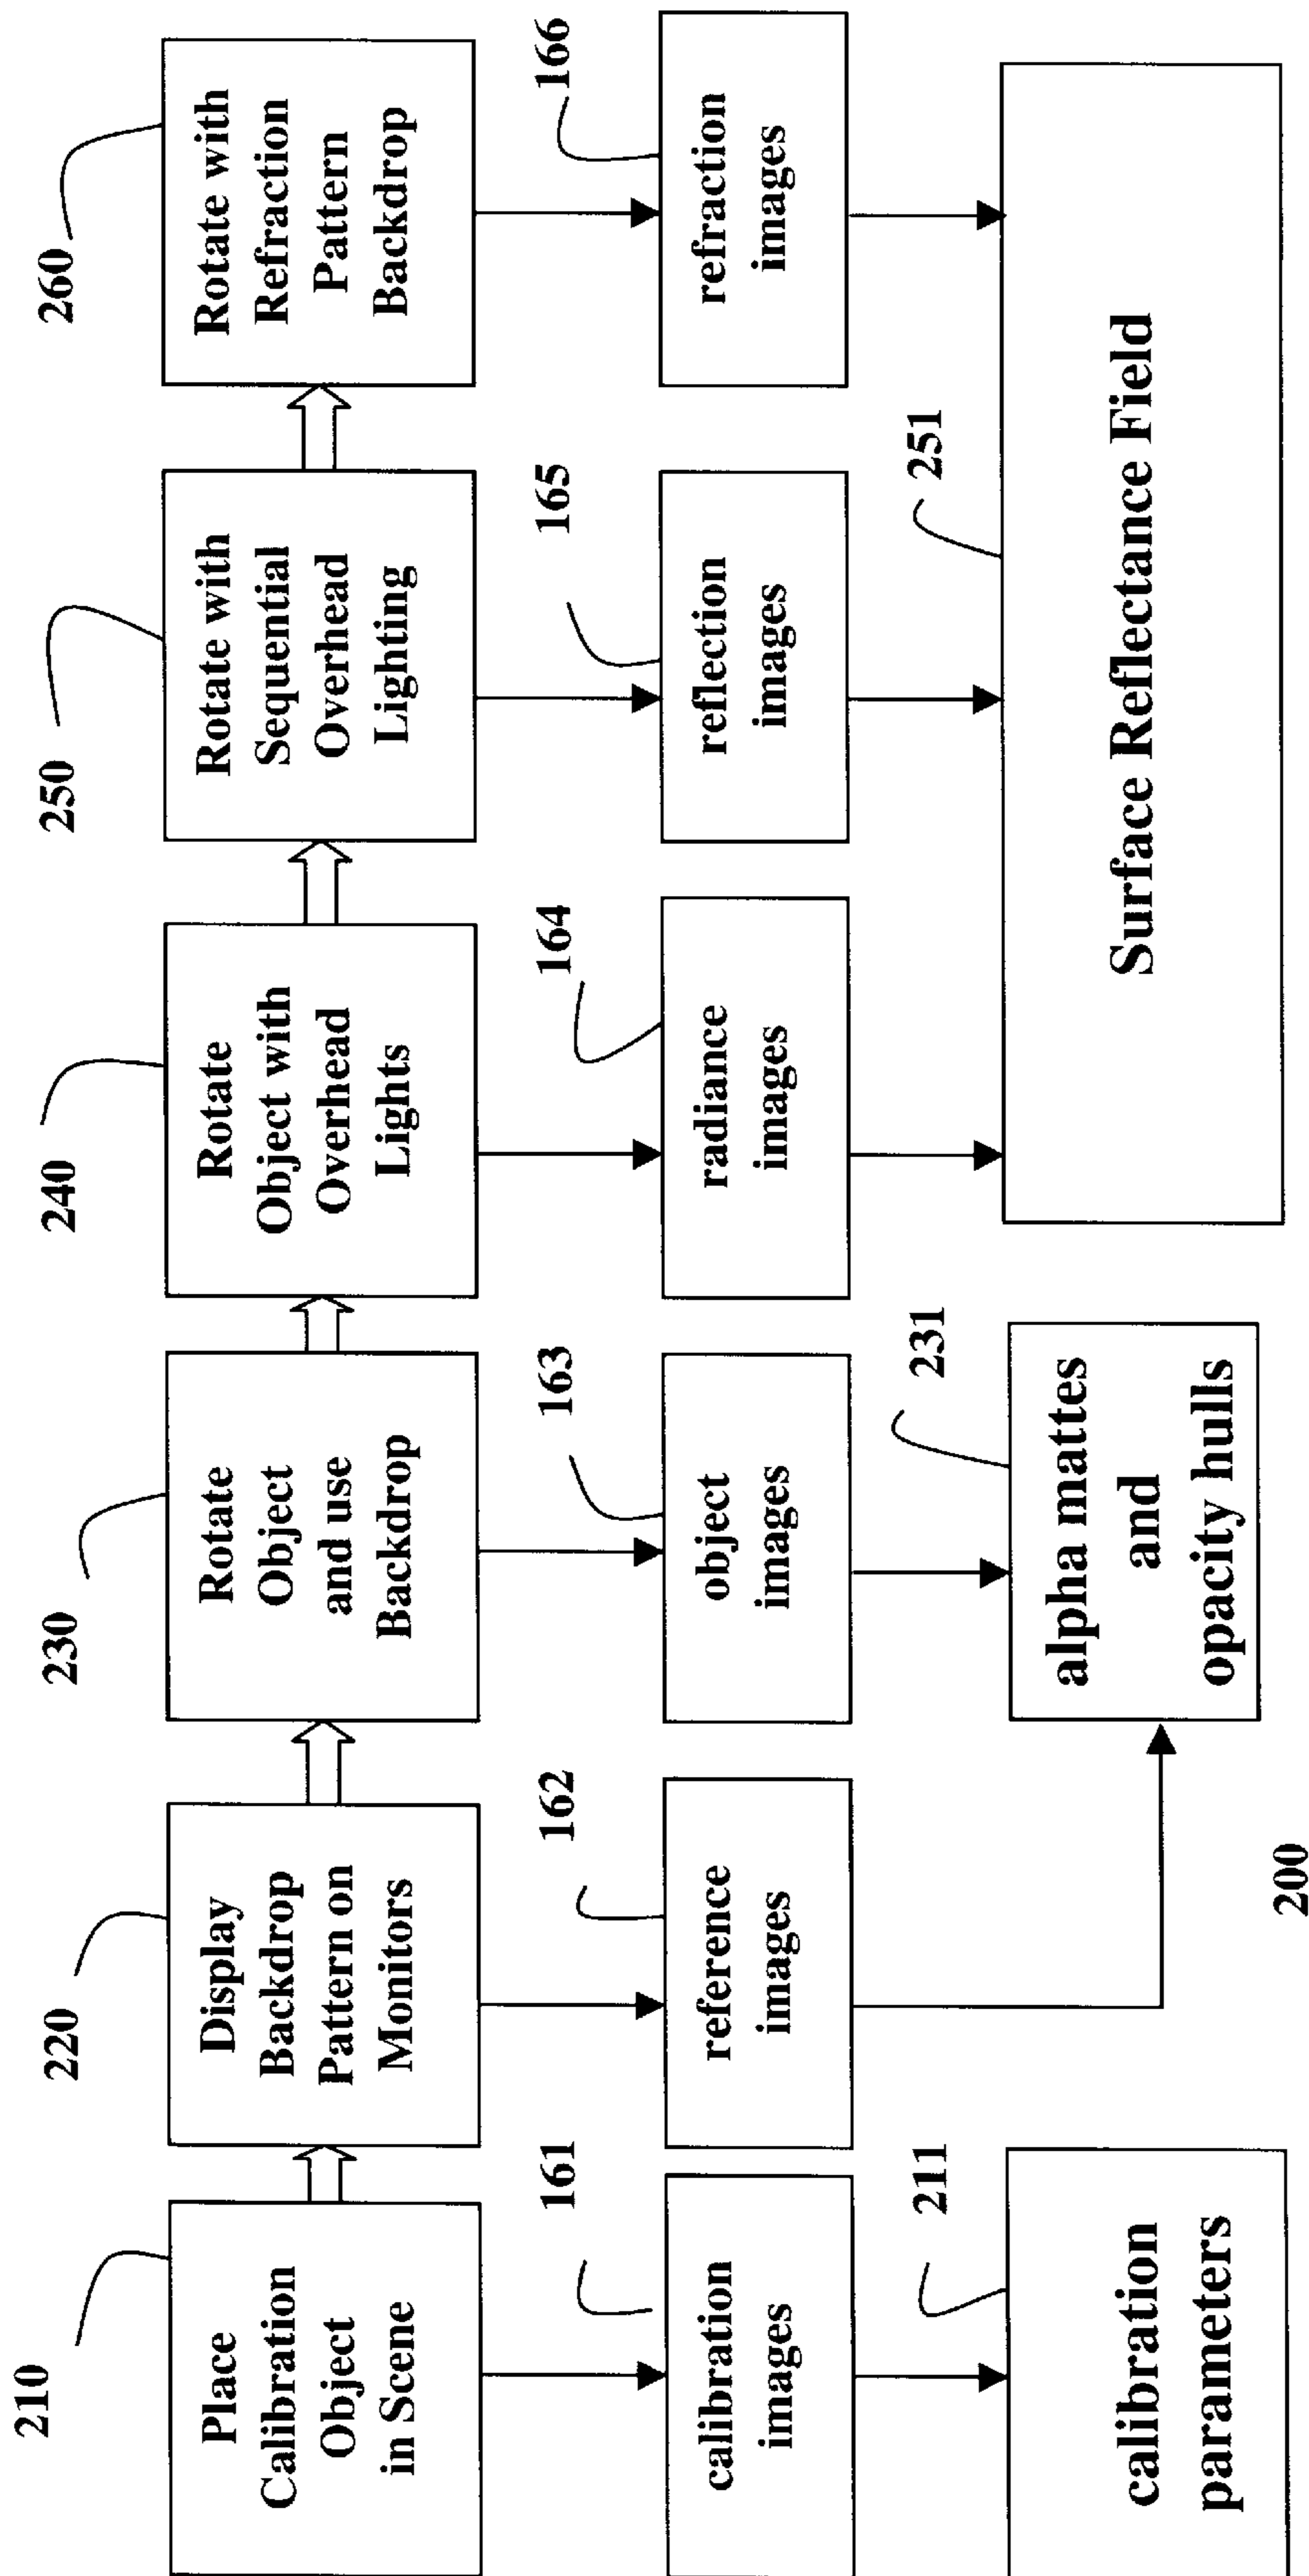 210
Place
Calibration
Object
in Scene
220
Display
Backdrop
Pattern on
Monitors
230
Rotate
Object
and use
Backdrop
240
Rotate
Object with
Overhead
Lights
250
Rotate with
Sequential
Overhead
Lighting
260
Rotate with
Refraction
Pattern
Backdrop
161
calibration
images
162
reference
images
163
object
images
164
radiance
images
165
reflection
images
166
refraction
images
211
calibration
parameters
231
alpha mattes
and
opacity hulls
251
Surface Reflectance Field
200